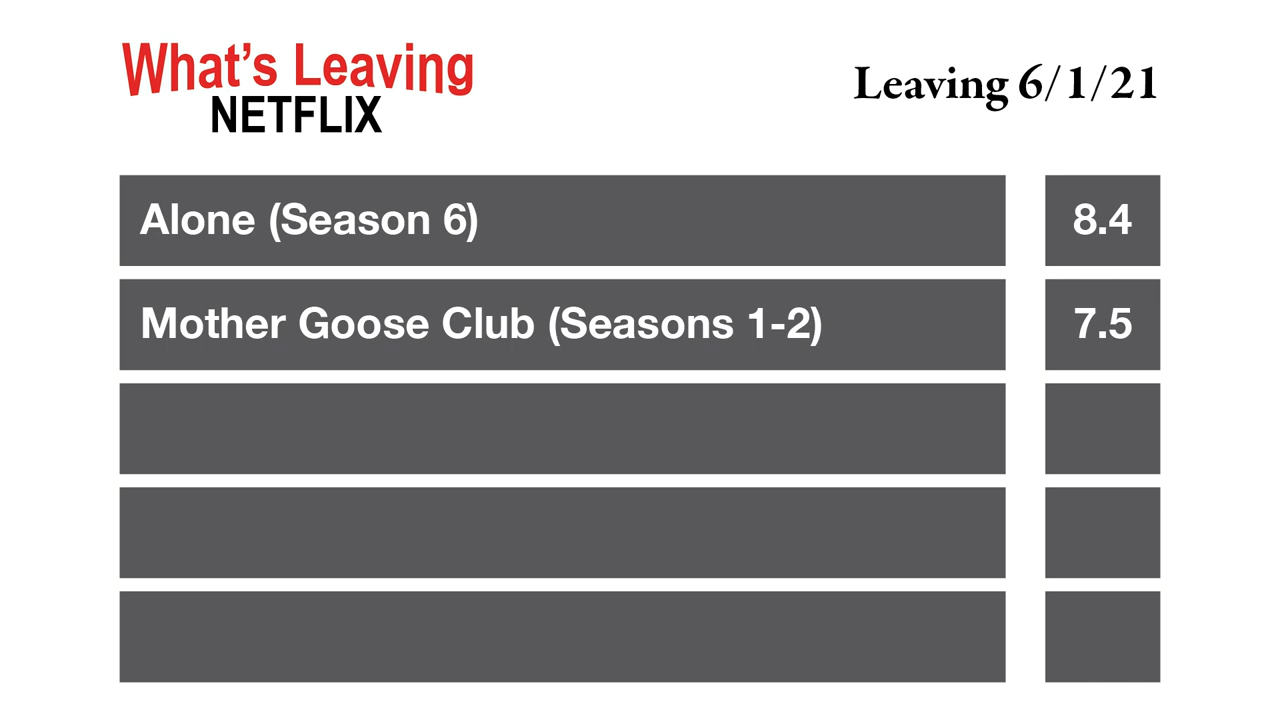 What's Leaving
NETFLIX
Leaving 6/1/21
Alone (Season 6)
8.4
Mother Goose Club (Seasons 1-2)
7.5